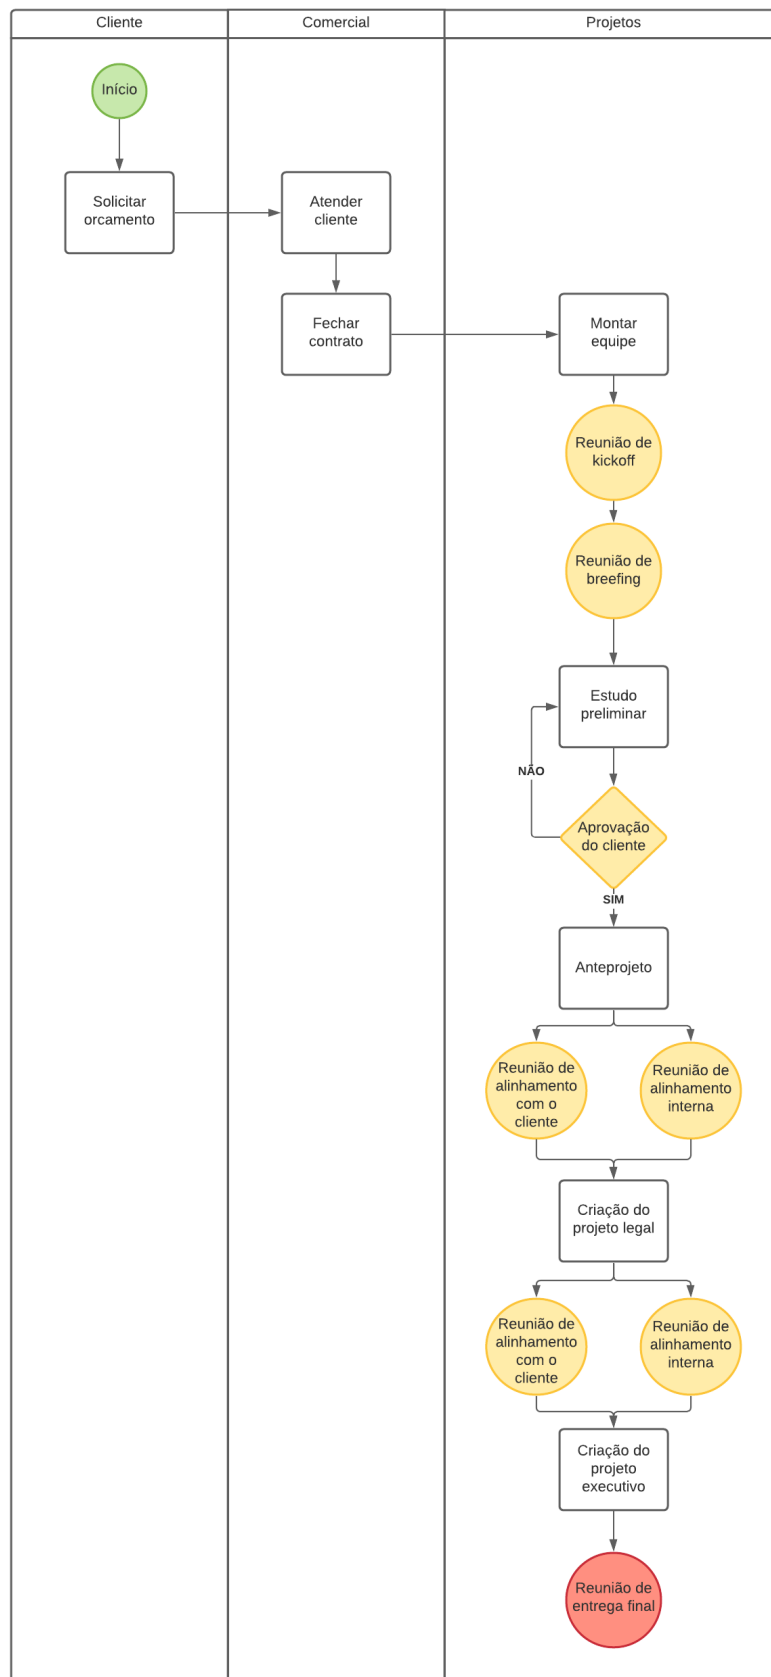 Cliente
Comercial
Projetos
Início
Solicitar
orcamento
Atender
cliente
Fechar
contrato
Montar
equipe
Reunião de
kickoff
Reunião de
breefing
Estudo
preliminar
NÃO
Aprovação
do cliente
SIM
Anteprojeto
Reunião de
alinhamento
com o
cliente
Reunião de
alinhamento
interna
Criação do
projeto legal
Reunião de
alinhamento
com o
cliente
Reunião de
alinhamento
interna
Criação do
projeto
executivo
Reunião de
entrega final